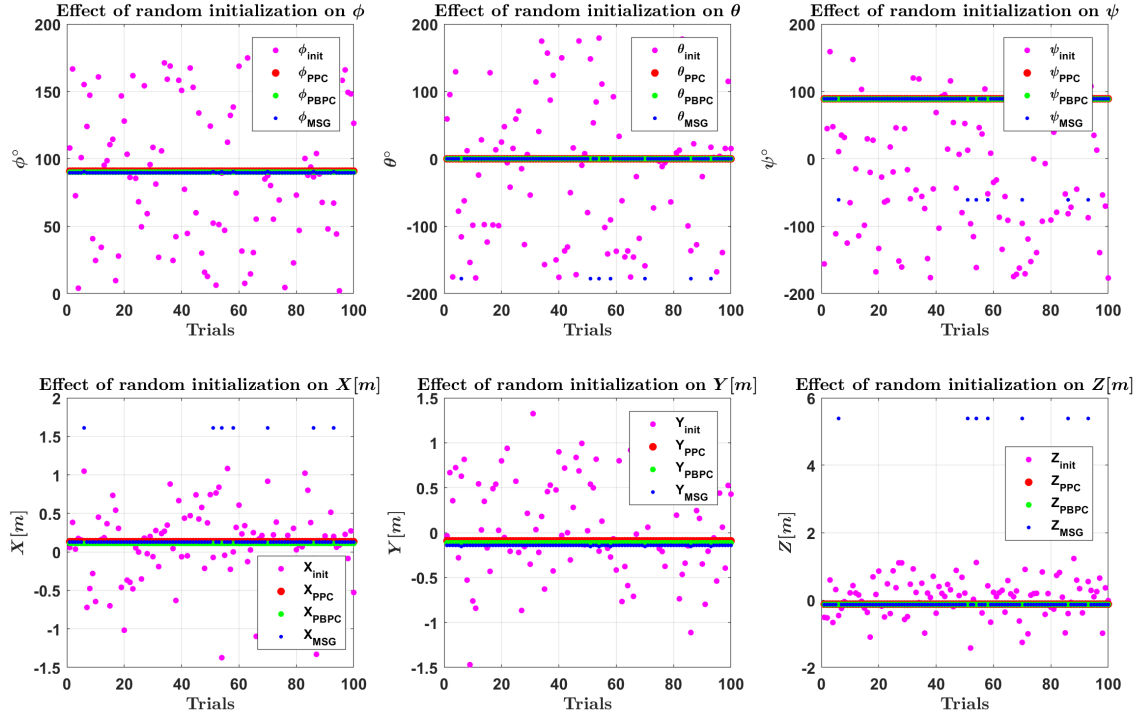 Effect of random initialization on ϕ
200
150
100
50
0
ϕ°
0 20 40 60 80 100
Trials
ϕinit
ϕPPC
ϕPBPC
ϕMSG
Effect of random initialization on θ
200
100
0
-100
-200
θ°
0 20 40 60 80 100
Trials
θinit
θPPC
θPBPC
θMSG
Effect of random initialization on ψ
200
100
0
-100
-200
ψ°
0 20 40 60 80 100
Trials
ψinit
ψPPC
ψPBPC
ψMSG
Effect of random initialization on X[m]
2
1.5
1
0.5
0
-0.5
-1
-1.5
X[m]
0 20 40 60 80 100
Trials
Xinit
XPPC
XPBPC
XMSG
Effect of random initialization on Y[m]
1.5
1
0.5
0
-0.5
-1
-1.5
Y[m]
0 20 40 60 80 100
Trials
Yinit
YPPC
YPBPC
YMSG
Effect of random initialization on Z[m]
6
4
2
0
-2
Z[m]
0 20 40 60 80 100
Trials
Zinit
ZPPC
ZPBPC
ZMSG